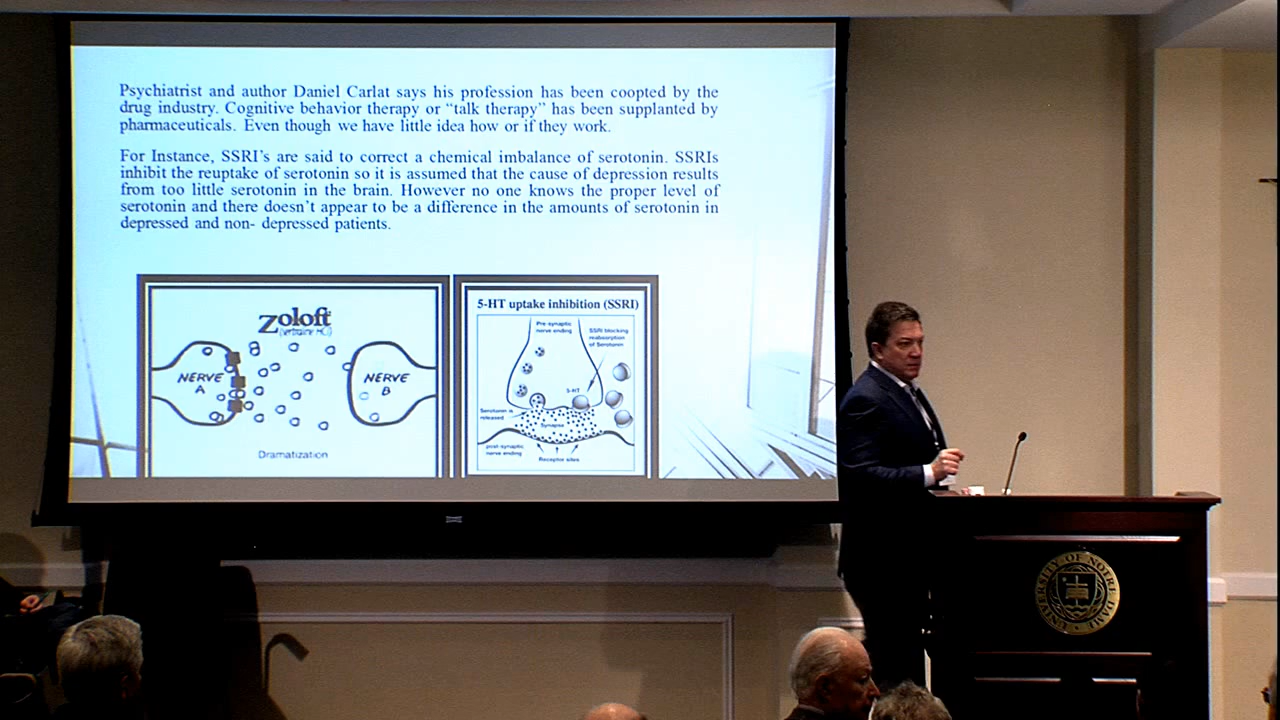 Psychiatrist and author Daniel Carlat says his profession has been coopted by the
drug industry. Cognitive behavior therapy or “talk therapy” has been supplanted by
pharmaceuticals. Even though we have little idea how or if they work.
For Instance, SSRI’s are said to correct a chemical imbalance of serotonin. SSRIs
inhibit the reuptake of serotonin so it is assumed that the cause of depression results
from too little serotonin in the brain. However no one knows the proper level of
serotonin and there doesn’t appear to be a difference in the amounts of serotonin in
depressed and non- depressed patients.
Zoloft
(sertraline HCl)
NERVE
A
NERVE
B
Dramatization
5-HT uptake inhibition (SSRI)
Pre-synaptic
nerve ending
SSRI blocking
reabsorption
of Serotonin
5-HT
Serotonin is
released
Synapse
post-synaptic
nerve ending
Receptor sites
UNIVERSITY OF NOTRE DAME